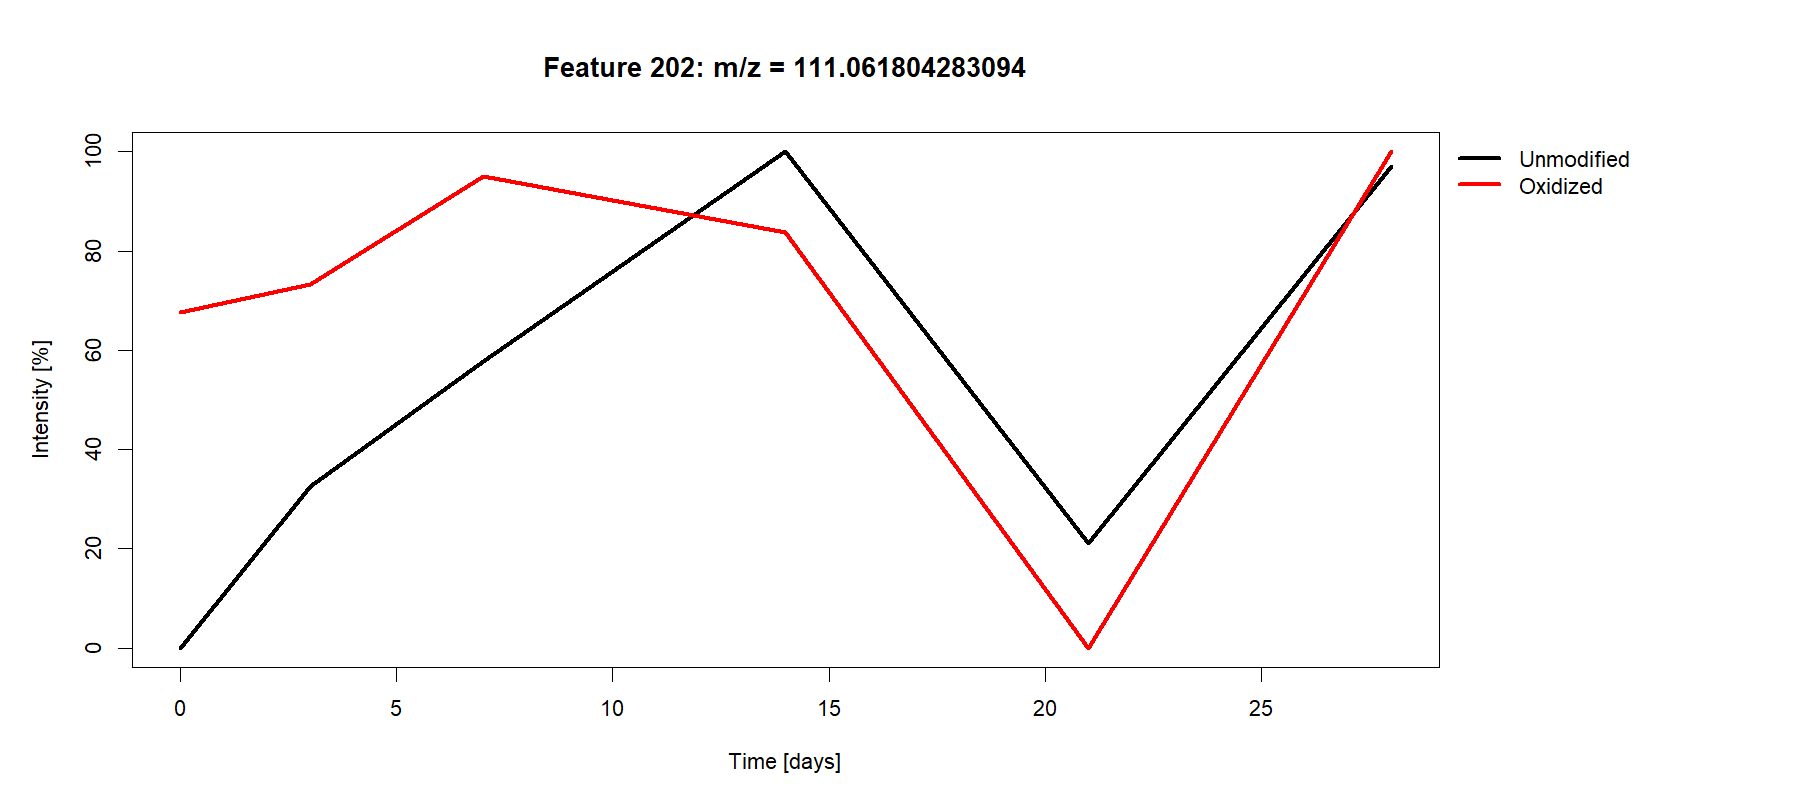 Feature 202: m/z = 111.061804283094
Unmodified
Oxidized
Intensity [%]
100
80
60
40
20
0
0 5 10 15 20 25
Time [days]